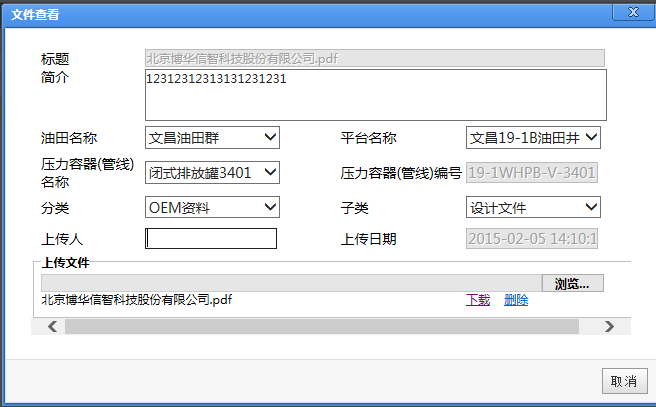 文件查看
标题
北京博华信智科技股份有限公司.pdf
简介
12312312313131231231
油田名称
文昌油田群
平台名称
文昌19-1B油田井
压力容器(管线)
名称
闭式排放罐3401
压力容器(管线)编号
19-1WHPB-V-3401
分类
OEM资料
子类
设计文件
上传人
上传日期
2015-02-05 14:10:1
上传文件
浏览...
北京博华信智科技股份有限公司.pdf
下载
删除
取消